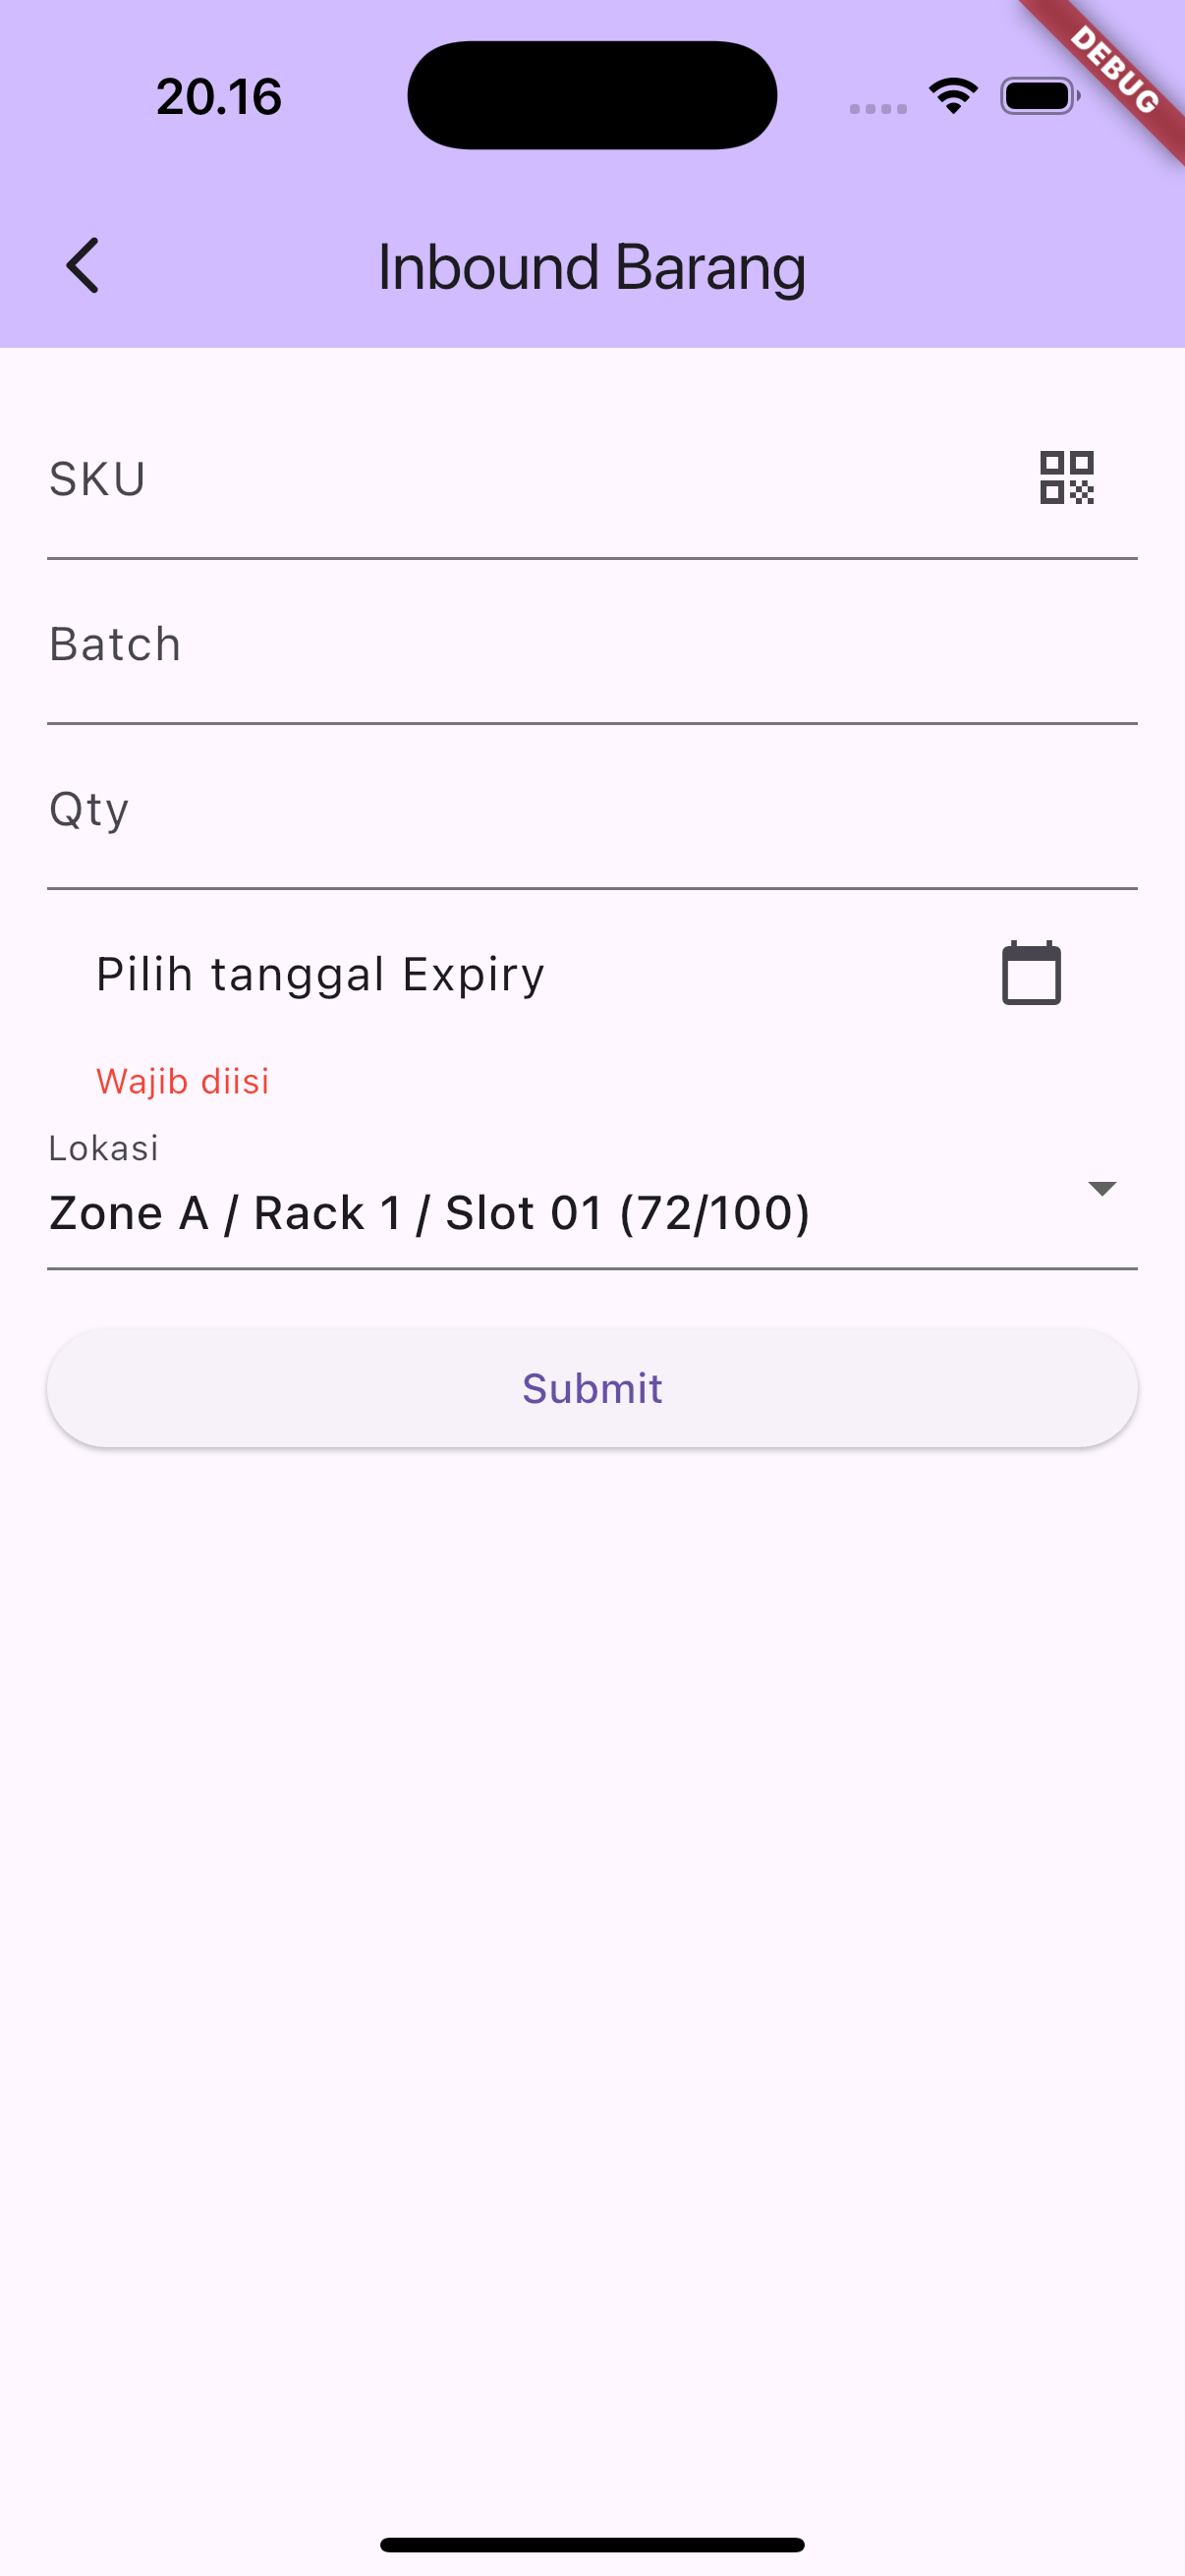 20.16
DEBUG
Inbound Barang
SKU
Batch
Qty
Pilih tanggal Expiry
Wajib diisi
Lokasi
Zone A / Rack 1 / Slot 01 (72/100)
Submit